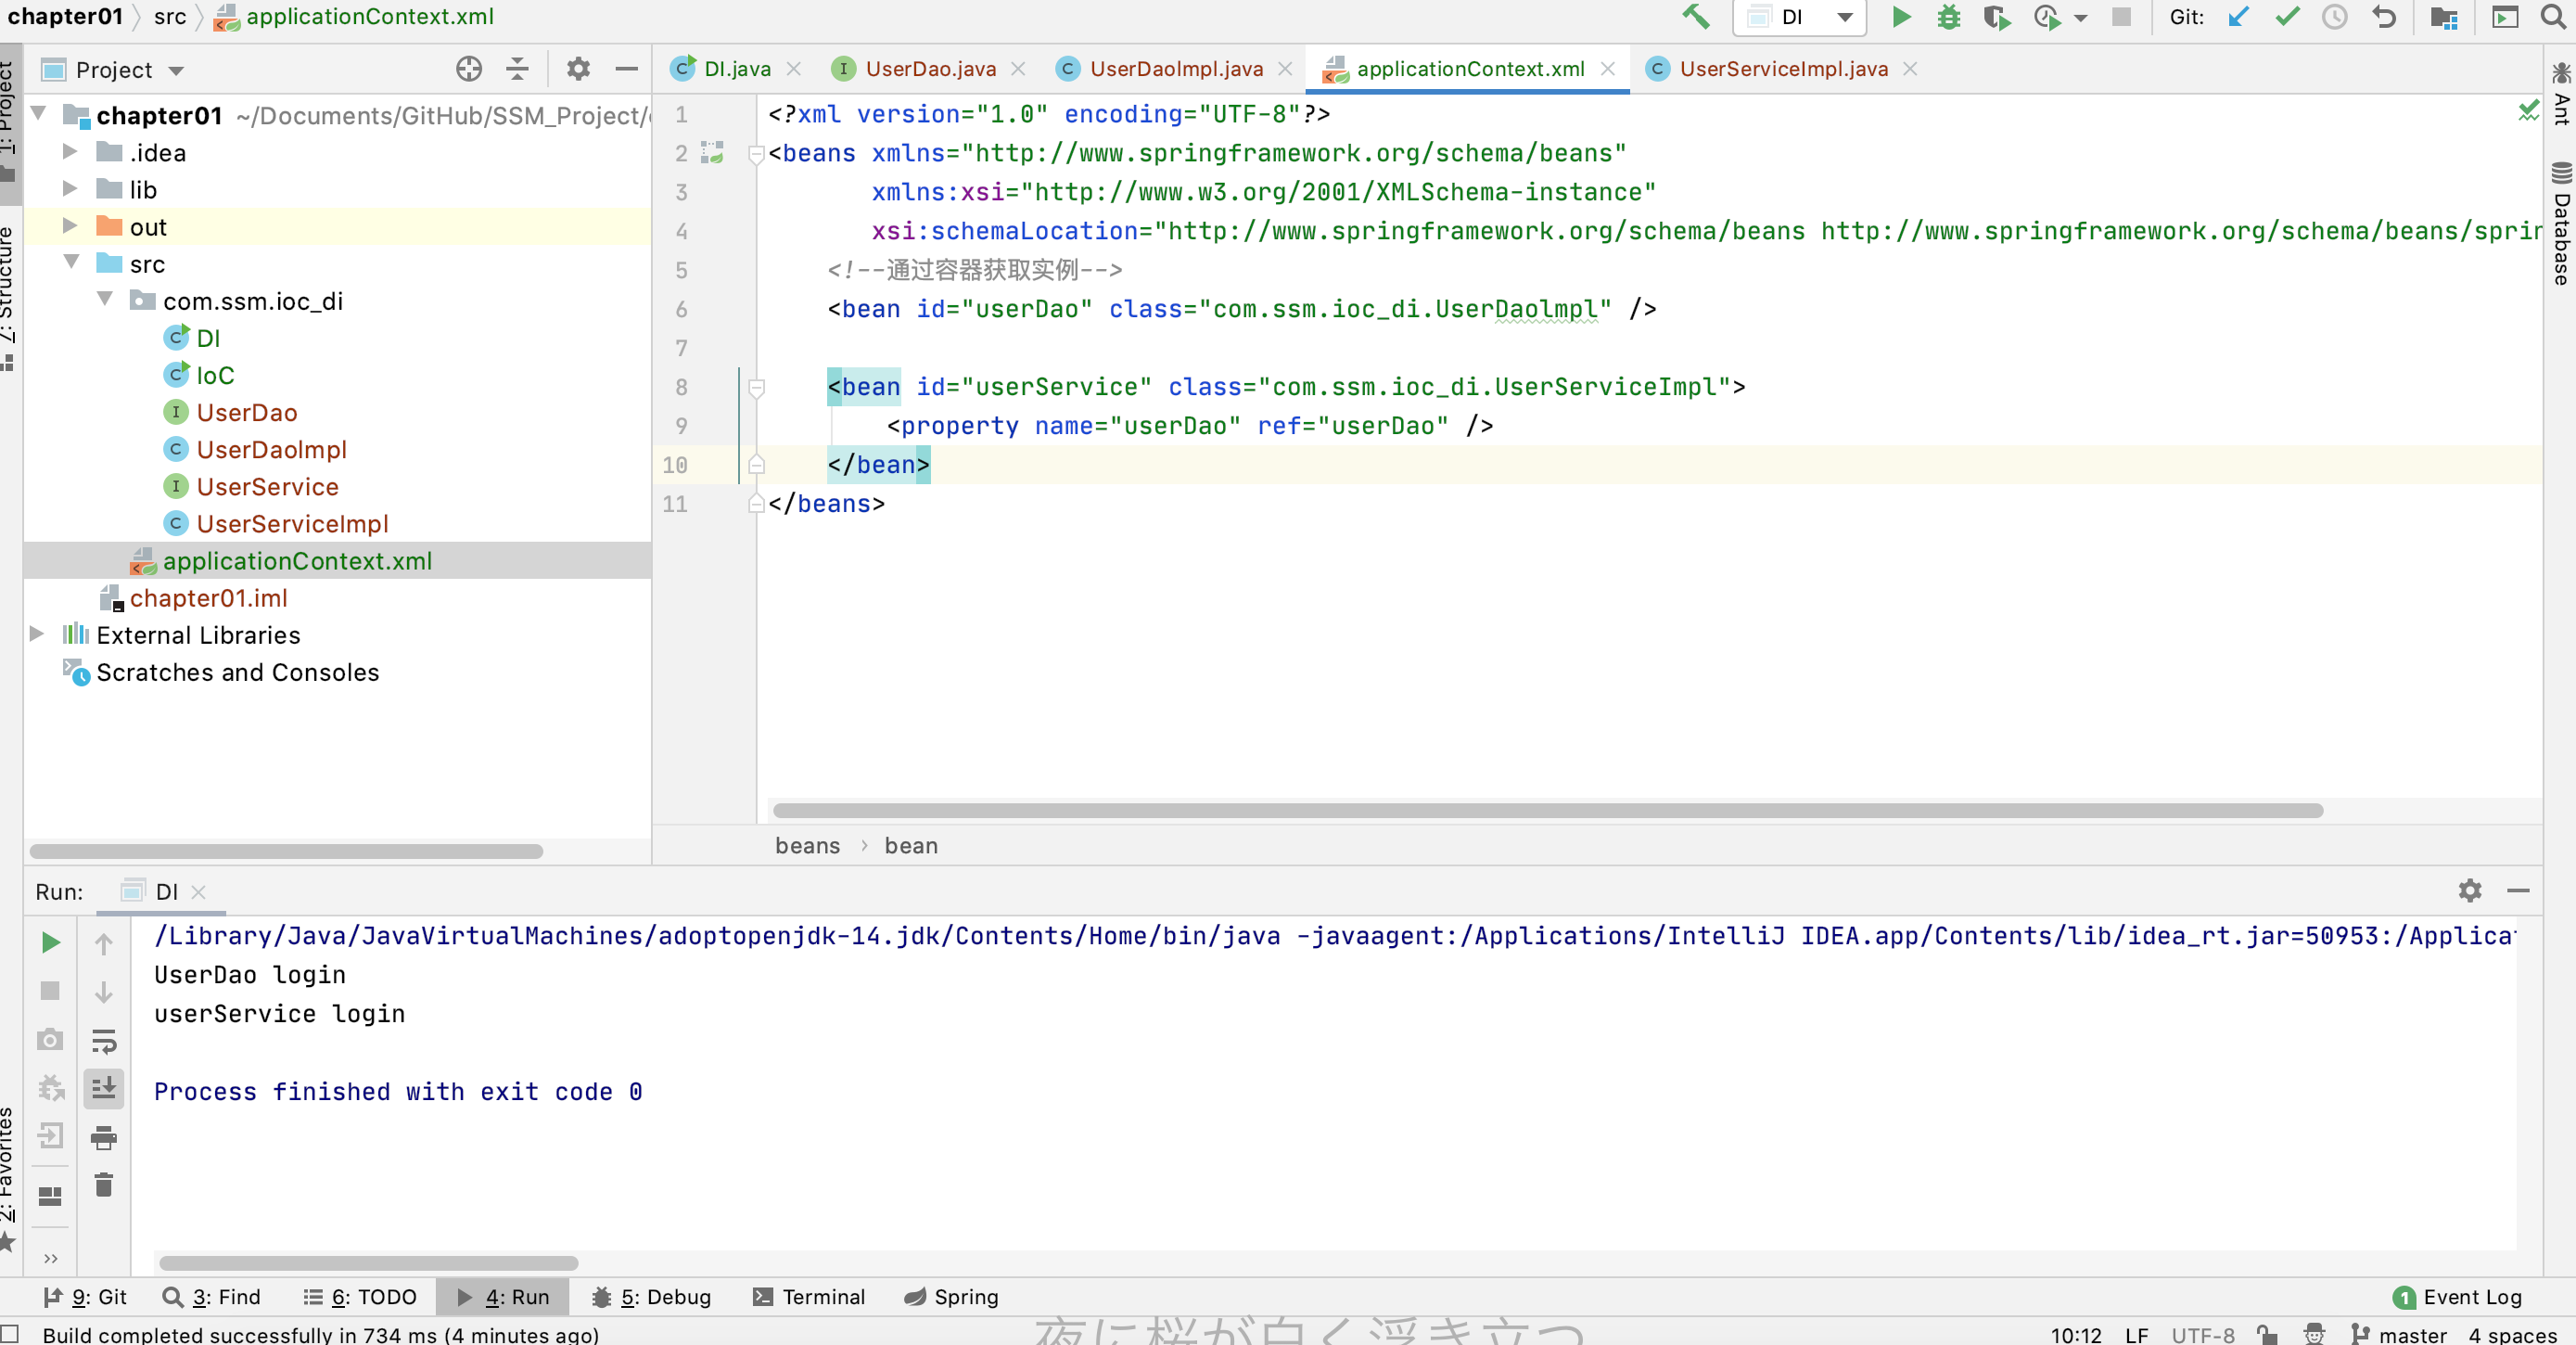 chapter01 src applicationContext.xml DI Git:
Project
DI.java UserDao.java UserDaolmpl.java applicationContext.xml UserServiceImpl.java
1: Project
7: Structure
2: Favorites
Ant
Database
chapter01 ~/Documents/GitHub/SSM_Project/
.idea
lib
out
src
com.ssm.ioc_di
DI
IoC
UserDao
UserDaolmpl
UserService
UserServiceImpl
applicationContext.xml
chapter01.iml
External Libraries
Scratches and Consoles
1 <?xml version="1.0" encoding="UTF-8"?>
2 <beans xmlns="http://www.springframework.org/schema/beans"
3 xmlns:xsi="http://www.w3.org/2001/XMLSchema-instance"
4 xsi:schemaLocation="http://www.springframework.org/schema/beans http://www.springframework.org/schema/beans/sprin
5 <!--通过容器获取实例-->
6 <bean id="userDao" class="com.ssm.ioc_di.UserDaolmpl" />
7
8 <bean id="userService" class="com.ssm.ioc_di.UserServiceImpl">
9 <property name="userDao" ref="userDao" />
10 </bean>
11 </beans>
beans › bean
Run: DI
/Library/Java/JavaVirtualMachines/adoptopenjdk-14.jdk/Contents/Home/bin/java -javaagent:/Applications/IntelliJ IDEA.app/Contents/lib/idea_rt.jar=50953:/Applicat
UserDao login
userService login
Process finished with exit code 0
9: Git 3: Find 6: TODO 4: Run 5: Debug Terminal Spring 1 Event Log
Build completed successfully in 734 ms (4 minutes ago)
夜に桜が白く浮き立つ
10:12 LF UTF-8 master 4 spaces